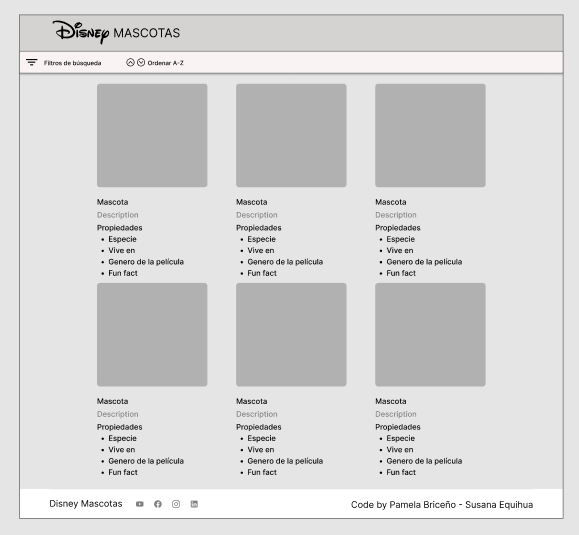 Disney MASCOTAS
Filtros de búsqueda Ordenar A-Z
Mascota Mascota Mascota
Description Description Description
Propiedades Propiedades Propiedades
• Especie • Especie • Especie
• Vive en • Vive en • Vive en
• Genero de la película • Genero de la película • Genero de la película
• Fun fact • Fun fact • Fun fact
Mascota Mascota Mascota
Description Description Description
Propiedades Propiedades Propiedades
• Especie • Especie • Especie
• Vive en • Vive en • Vive en
• Genero de la película • Genero de la película • Genero de la película
• Fun fact • Fun fact • Fun fact
Disney Mascotas Code by Pamela Briceño - Susana Equihua